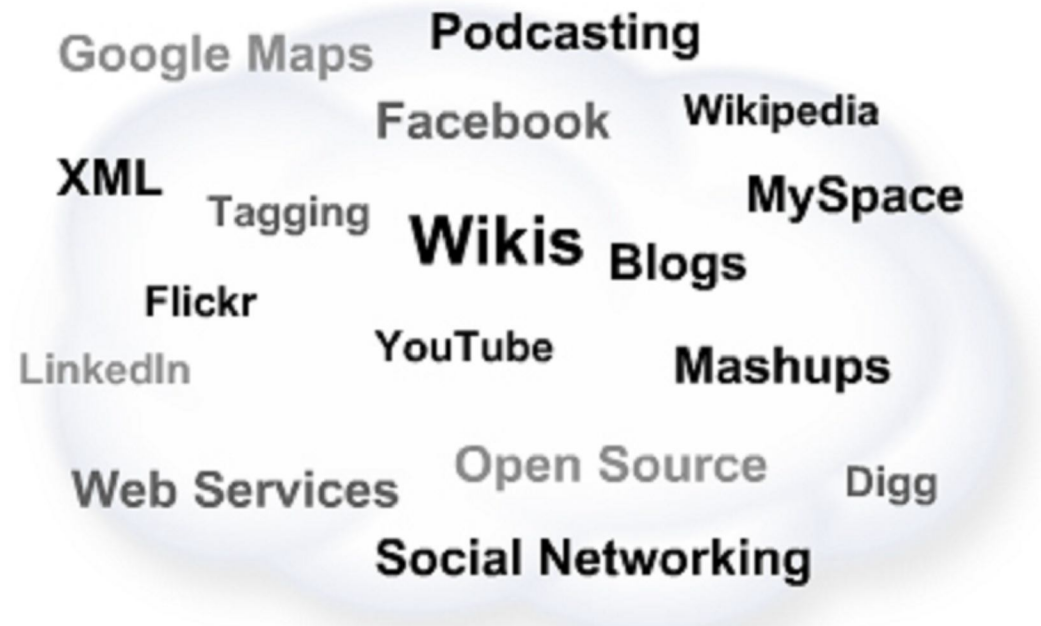 Podcasting
Google Maps
Facebook
Wikipedia
XML
MySpace
Tagging
Wikis
Blogs
Flickr
YouTube
LinkedIn
Mashups
Open Source
Web Services
Digg
Social Networking